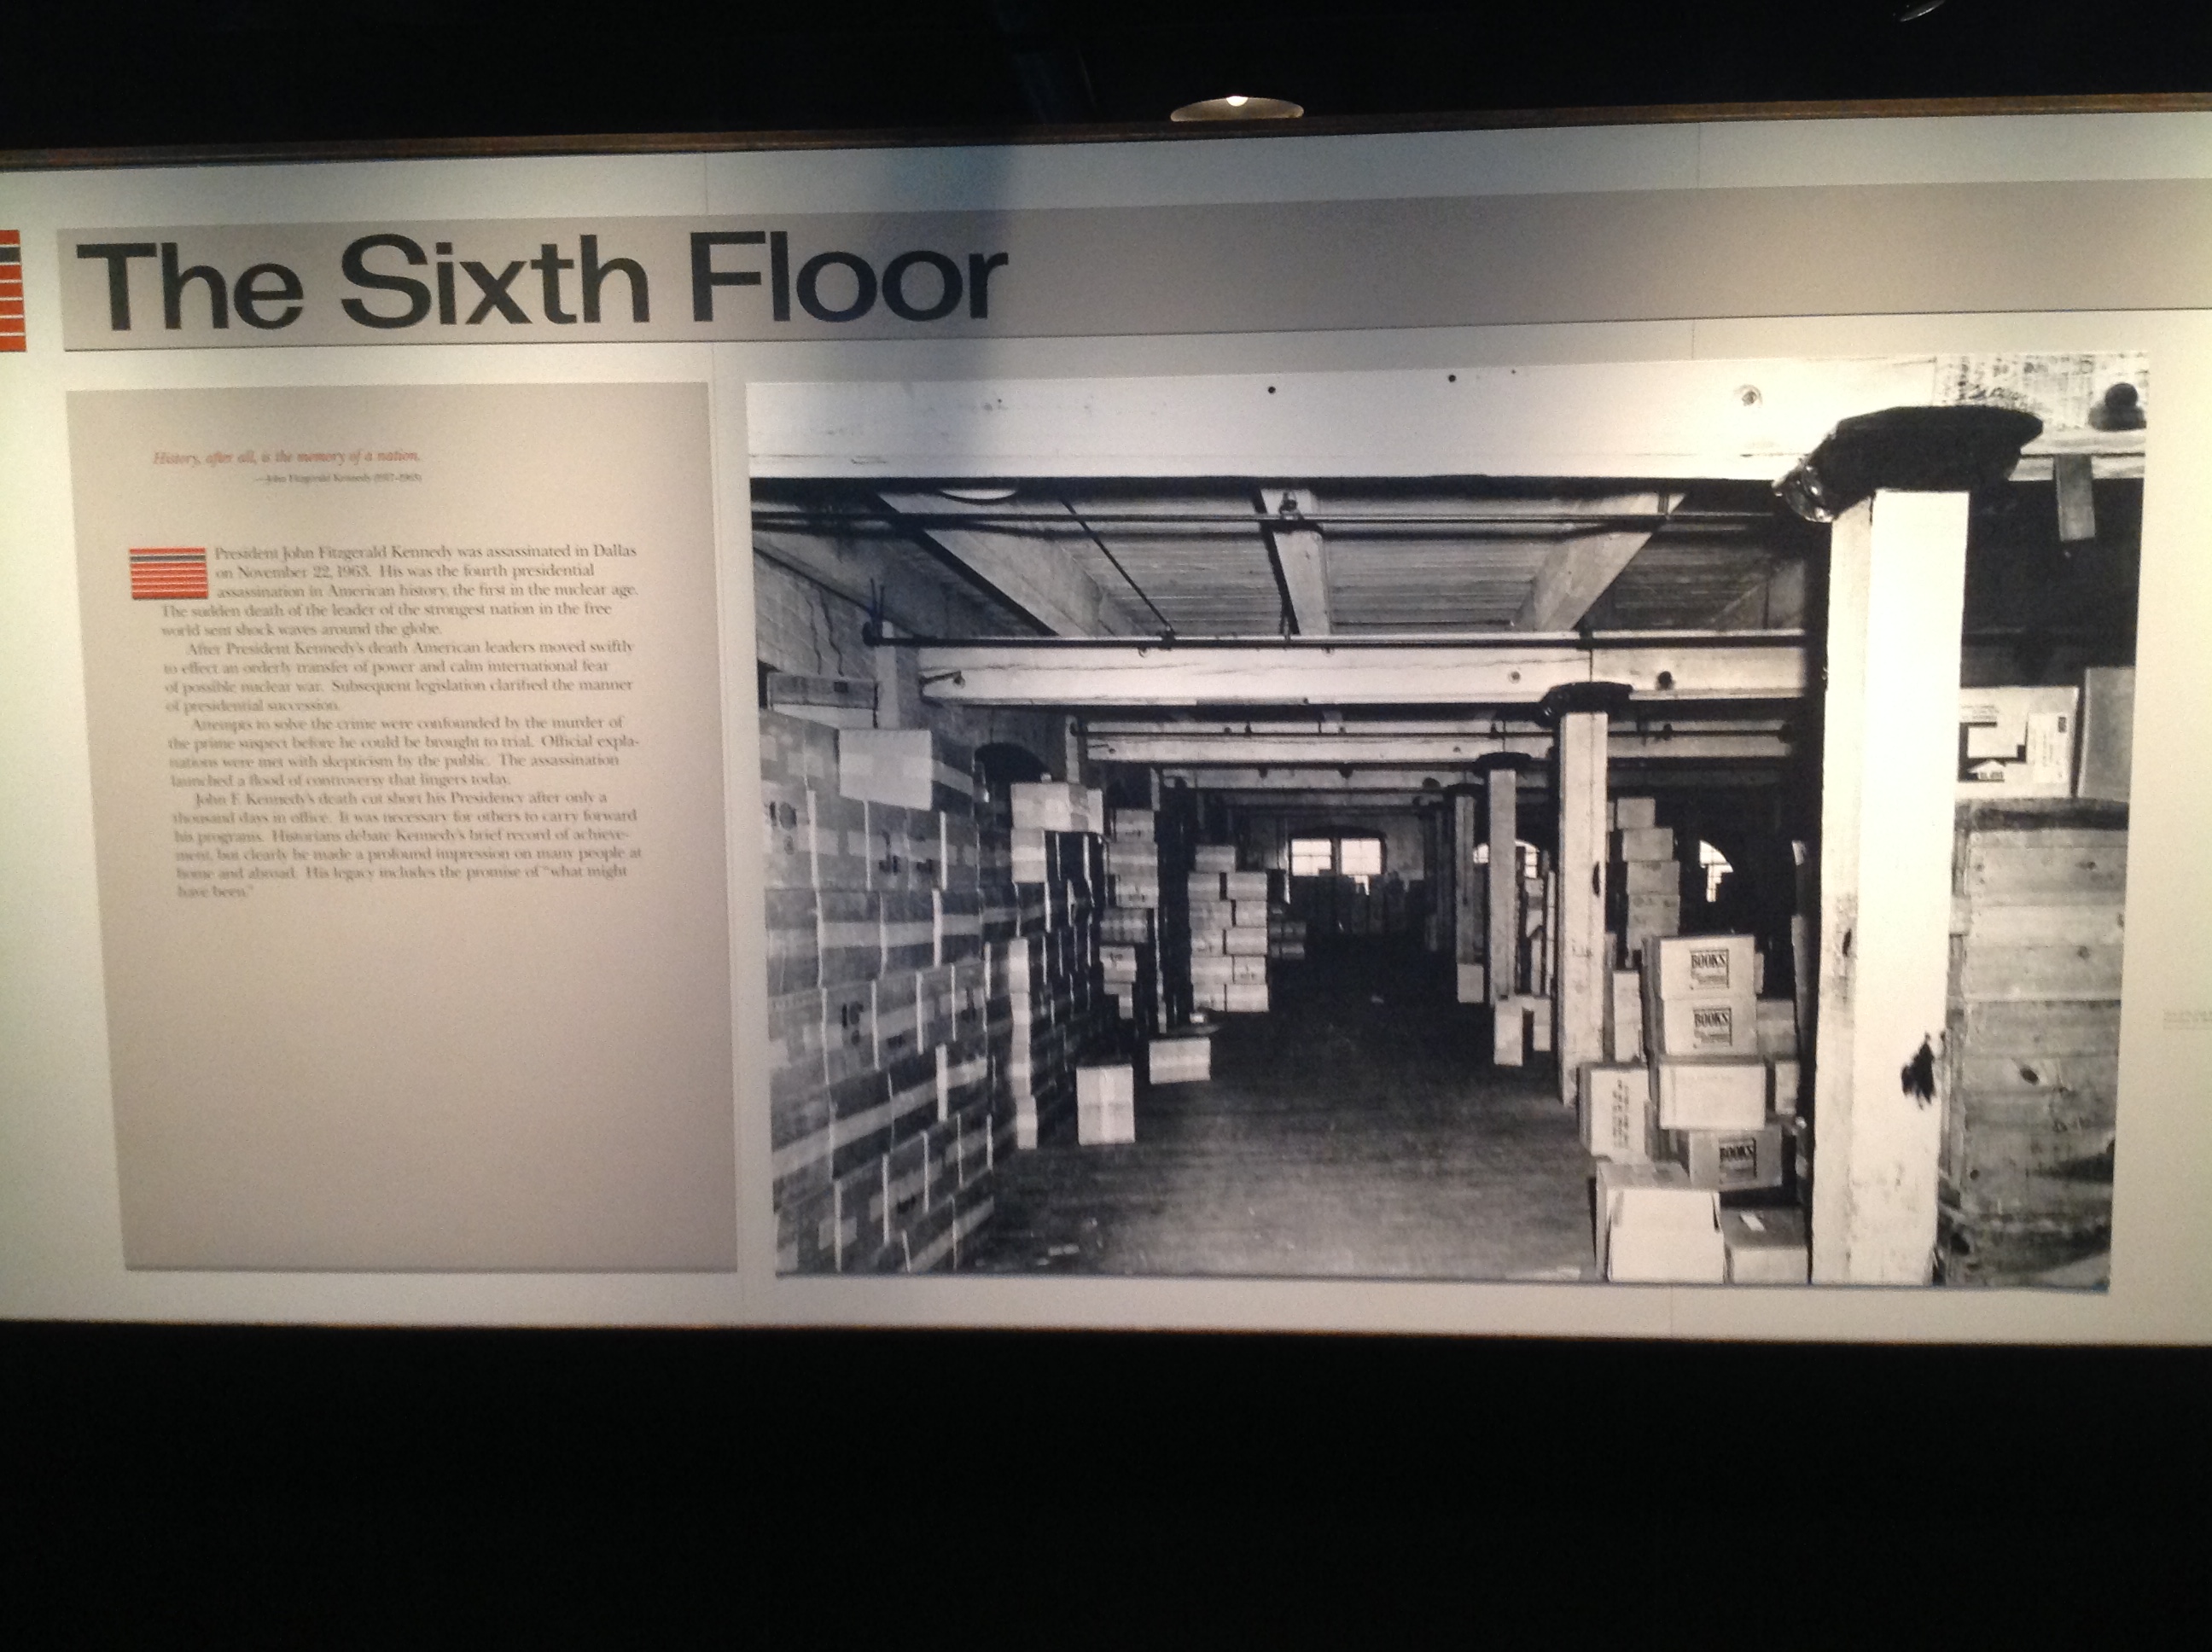 The Sixth Floor
History, after all, is the memory of a nation.
—John Fitzgerald Kennedy (1917–1963)
President John Fitzgerald Kennedy was assassinated in Dallas
on November 22, 1963. His was the fourth presidential
assassination in American history, the first in the nuclear age.
The sudden death of the leader of the strongest nation in the free
world sent shock waves around the globe.
After President Kennedy's death American leaders moved swiftly
to effect an orderly transfer of power and calm international fear
of possible nuclear war. Subsequent legislation clarified the manner
of presidential succession.
Attempts to solve the crime were confounded by the murder of
the prime suspect before he could be brought to trial. Official expla-
nations were met with skepticism by the public. The assassination
launched a flood of controversy that lingers today.
John F. Kennedy's death cut short his Presidency after only a
thousand days in office. It was necessary for others to carry forward
his programs. Historians debate Kennedy's brief record of achieve-
ment, but clearly he made a profound impression on many people at
home and abroad. His legacy includes the promise of "what might
have been."
BOOKS
BOOKS
BOOKS